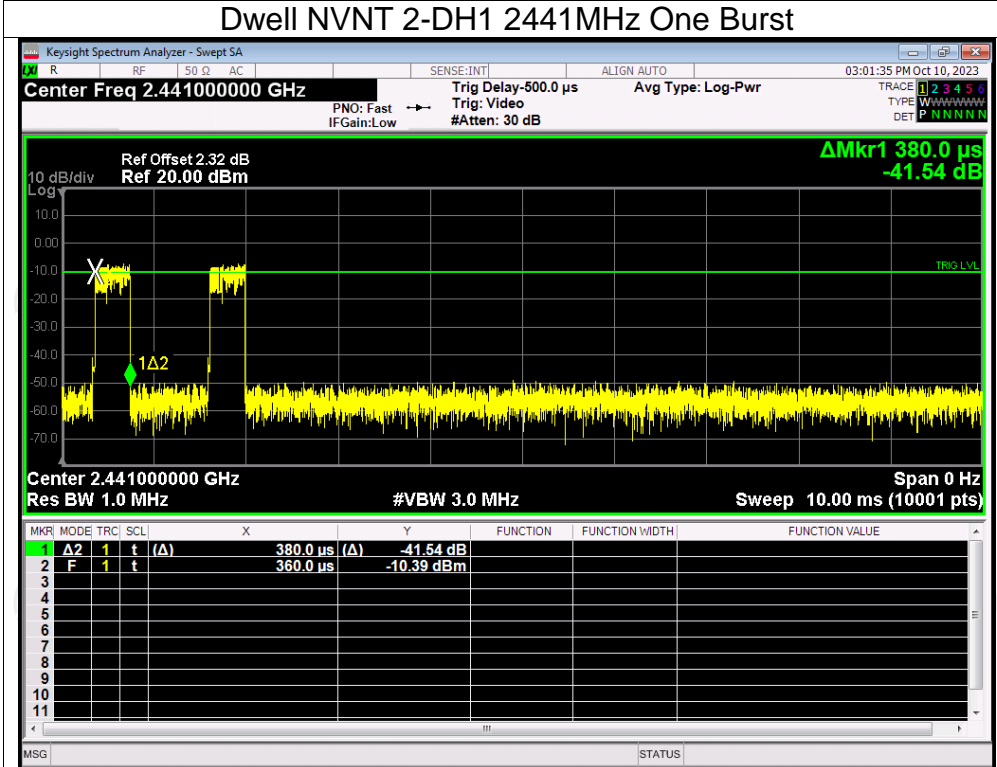 Dwell NVNT 2-DH1 2441MHz One Burst
Keysight Spectrum Analyzer - Swept SA
LXI R RF 50 Ω AC SENSE:INT ALIGN AUTO 03:01:35 PM Oct 10, 2023
Center Freq 2.441000000 GHz
PNO: Fast
IFGain:Low
Trig Delay-500.0 µs
Trig: Video
#Atten: 30 dB
Avg Type: Log-Pwr
TRACE 1 2 3 4 5 6
TYPE WWWWWW
DET P N N N N N
ΔMkr1 380.0 µs
-41.54 dB
Ref Offset 2.32 dB
10 dB/div Ref 20.00 dBm
Log
10.0
0.00
-10.0
TRIG LVL
-20.0
-30.0
-40.0
1Δ2
-50.0
-60.0
-70.0
Center 2.441000000 GHz Span 0 Hz
Res BW 1.0 MHz #VBW 3.0 MHz Sweep 10.00 ms (10001 pts)
MKR MODE TRC SCL X Y FUNCTION FUNCTION WIDTH FUNCTION VALUE
1 Δ2 1 t (Δ) 380.0 µs (Δ) -41.54 dB
2 F 1 t 360.0 µs -10.39 dBm
3
4
5
6
7
8
9
10
11
MSG STATUS